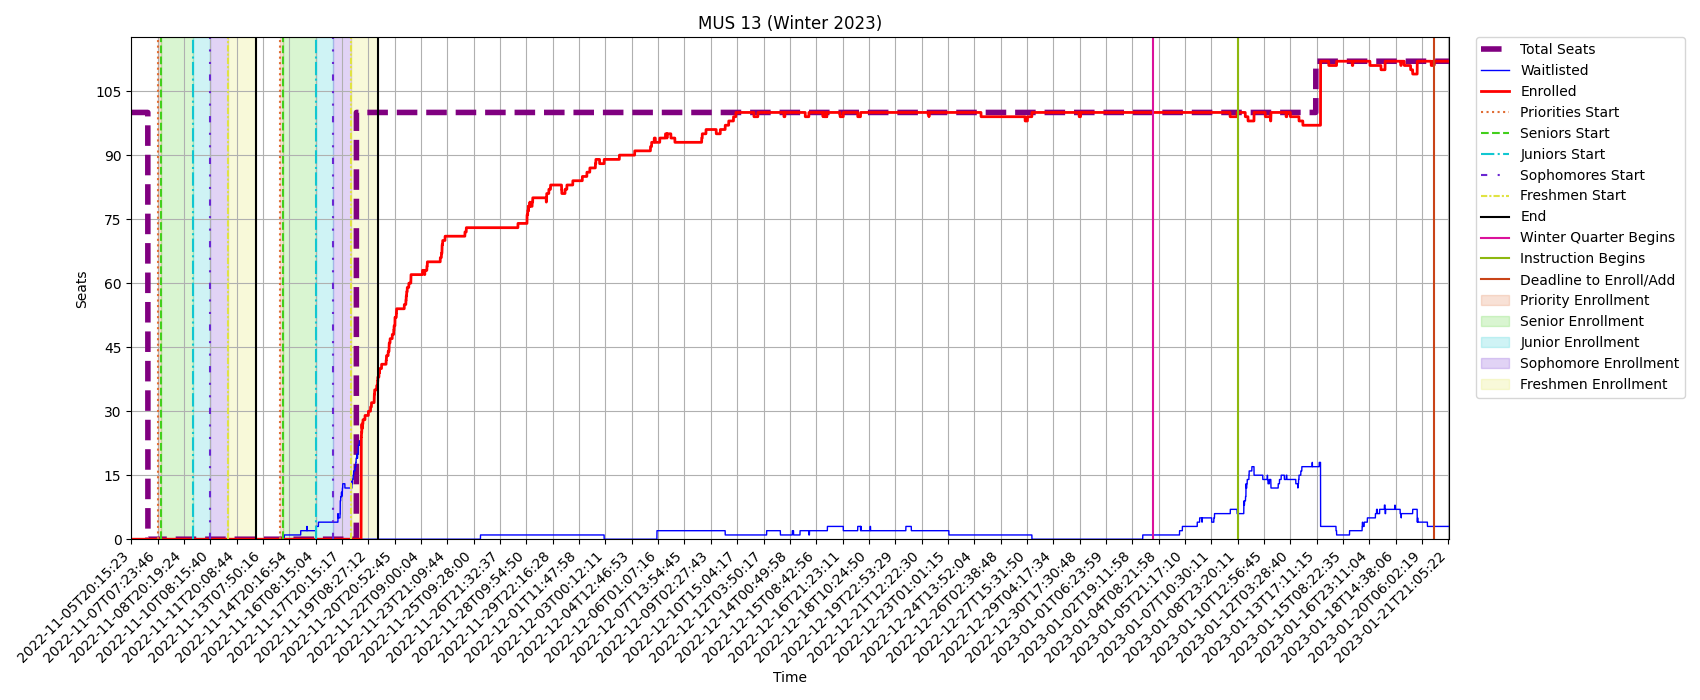 MUS 13 (Winter 2023)
Total Seats
Waitlisted
Enrolled
Priorities Start
Seniors Start
Juniors Start
Sophomores Start
Freshmen Start
End
Winter Quarter Begins
Instruction Begins
Deadline to Enroll/Add
Priority Enrollment
Senior Enrollment
Junior Enrollment
Sophomore Enrollment
Freshmen Enrollment
Seats
105
90
75
60
45
30
15
0
2022-11-05T20:15:23
2022-11-07T07:23:46
2022-11-08T20:19:24
2022-11-10T08:15:40
2022-11-11T20:08:44
2022-11-13T07:50:16
2022-11-14T20:16:54
2022-11-16T08:15:04
2022-11-17T20:15:17
2022-11-19T08:27:12
2022-11-20T20:52:45
2022-11-22T09:00:04
2022-11-23T21:09:44
2022-11-25T09:28:00
2022-11-26T21:32:37
2022-11-28T09:54:50
2022-11-29T22:16:28
2022-12-01T11:47:58
2022-12-03T00:12:11
2022-12-04T12:46:53
2022-12-06T01:07:16
2022-12-07T13:54:45
2022-12-09T02:27:43
2022-12-10T15:04:17
2022-12-12T03:50:17
2022-12-14T00:49:58
2022-12-15T08:42:56
2022-12-16T21:23:11
2022-12-18T10:24:50
2022-12-19T22:53:29
2022-12-21T12:22:30
2022-12-23T01:01:15
2022-12-24T13:52:04
2022-12-26T02:38:48
2022-12-27T15:31:50
2022-12-29T04:17:34
2022-12-30T17:30:48
2023-01-01T06:23:59
2023-01-02T19:11:58
2023-01-04T08:21:58
2023-01-05T21:17:10
2023-01-07T10:30:11
2023-01-08T23:20:11
2023-01-10T12:56:45
2023-01-12T03:28:40
2023-01-13T17:11:15
2023-01-15T08:22:35
2023-01-16T23:11:04
2023-01-18T14:38:06
2023-01-20T06:02:19
2023-01-21T21:05:22
Time